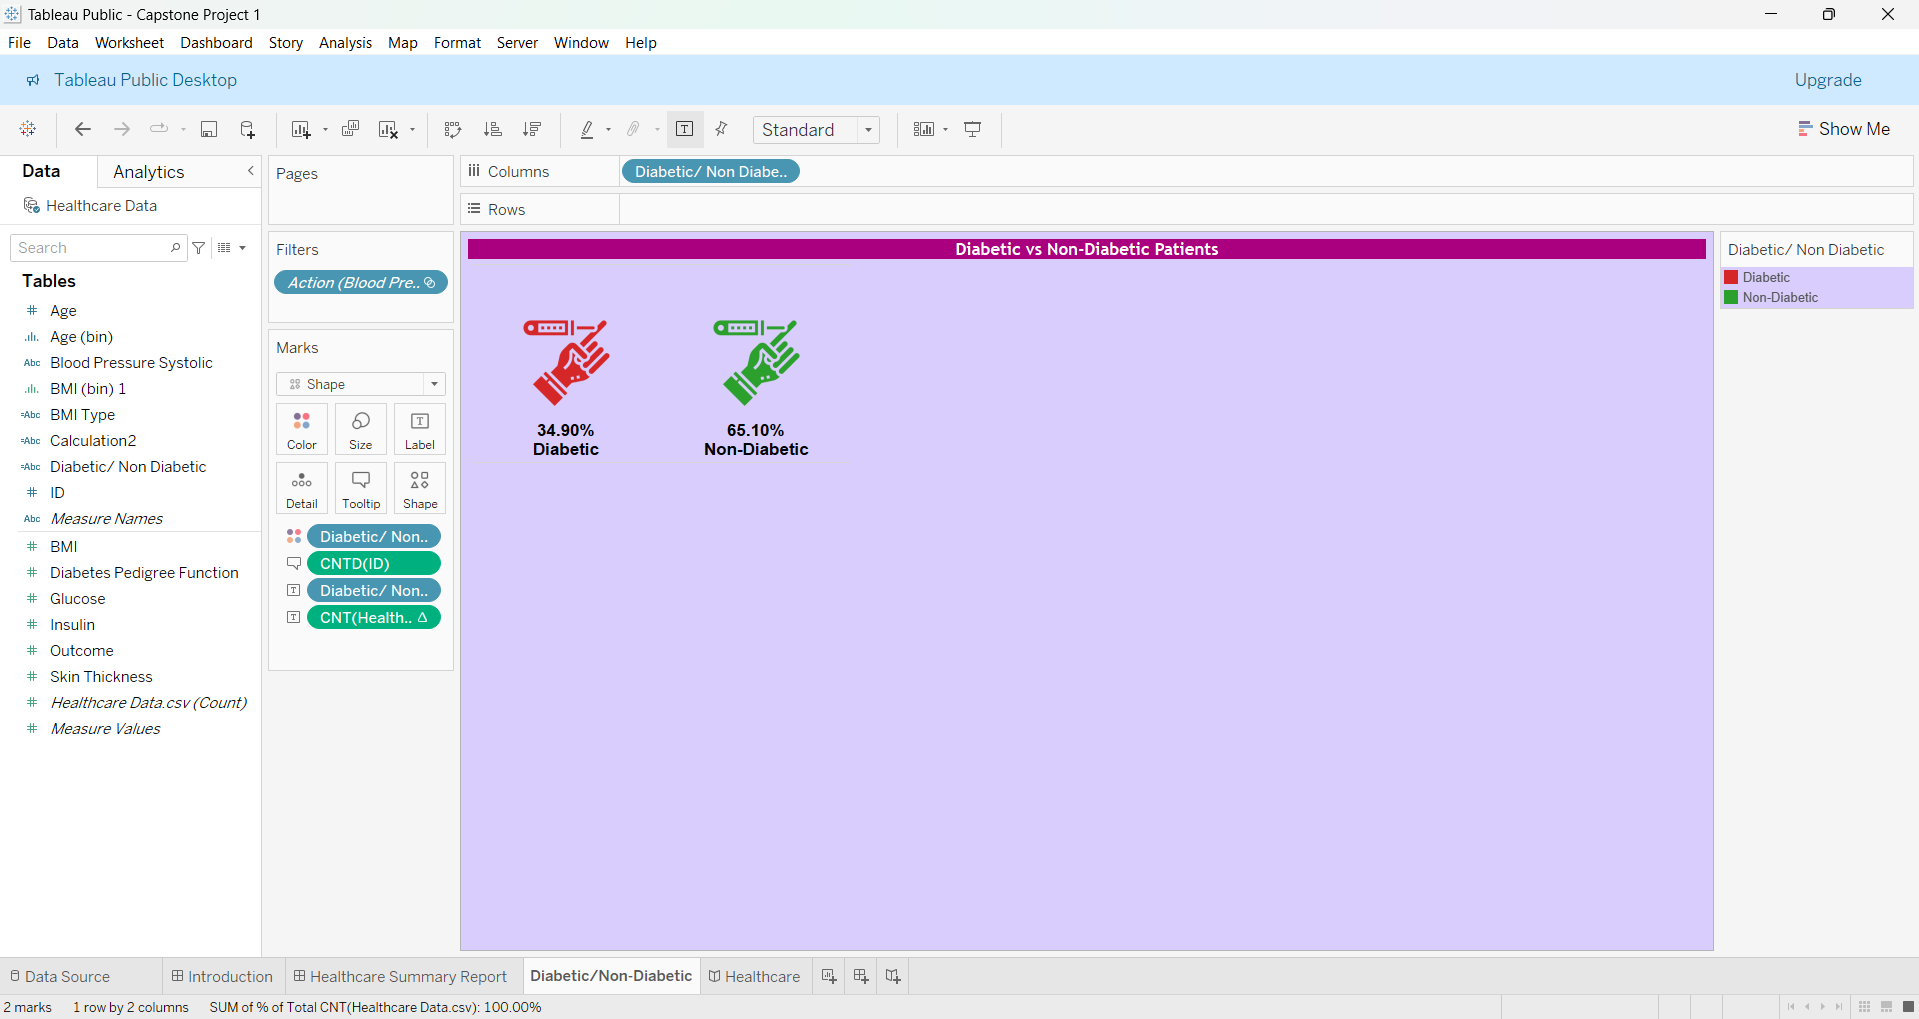 Tableau Public - Capstone Project 1
File Data Worksheet Dashboard Story Analysis Map Format Server Window Help
Tableau Public Desktop
Upgrade
Standard
Show Me
Data Analytics
Healthcare Data
Search
Tables
# Age
Age (bin)
Abc Blood Pressure Systolic
BMI (bin) 1
=Abc BMI Type
=Abc Calculation2
=Abc Diabetic/ Non Diabetic
# ID
Abc Measure Names
# BMI
# Diabetes Pedigree Function
# Glucose
# Insulin
# Outcome
# Skin Thickness
# Healthcare Data.csv (Count)
# Measure Values
Pages
Filters
Action (Blood Pre..
Marks
Shape
Color Size Label
Detail Tooltip Shape
Diabetic/ Non..
CNTD(ID)
Diabetic/ Non..
CNT(Health.. Δ
Columns Diabetic/ Non Diabe..
Rows
Diabetic vs Non-Diabetic Patients
34.90%
Diabetic
65.10%
Non-Diabetic
Diabetic/ Non Diabetic
Diabetic
Non-Diabetic
Data Source Introduction Healthcare Summary Report Diabetic/Non-Diabetic Healthcare
2 marks 1 row by 2 columns SUM of % of Total CNT(Healthcare Data.csv): 100.00%